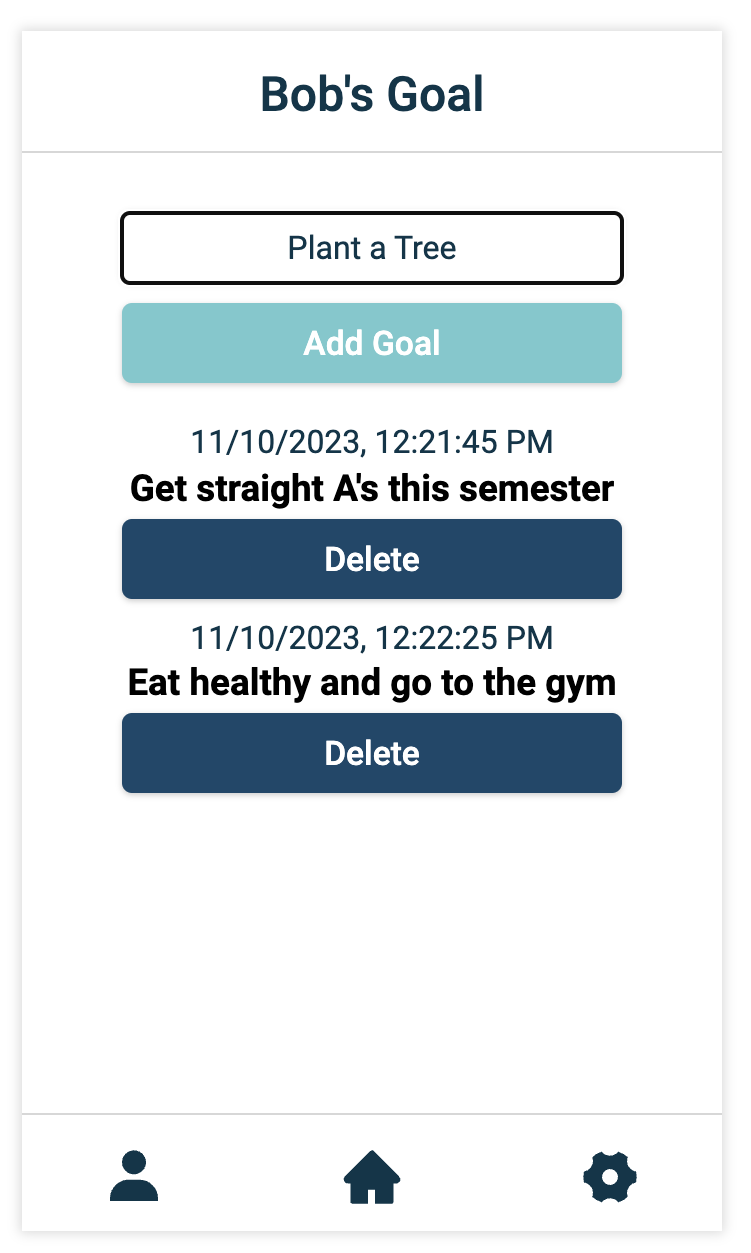 Bob's Goal
Plant a Tree
Add Goal
11/10/2023, 12:21:45 PM
Get straight A's this semester
Delete
11/10/2023, 12:22:25 PM
Eat healthy and go to the gym
Delete